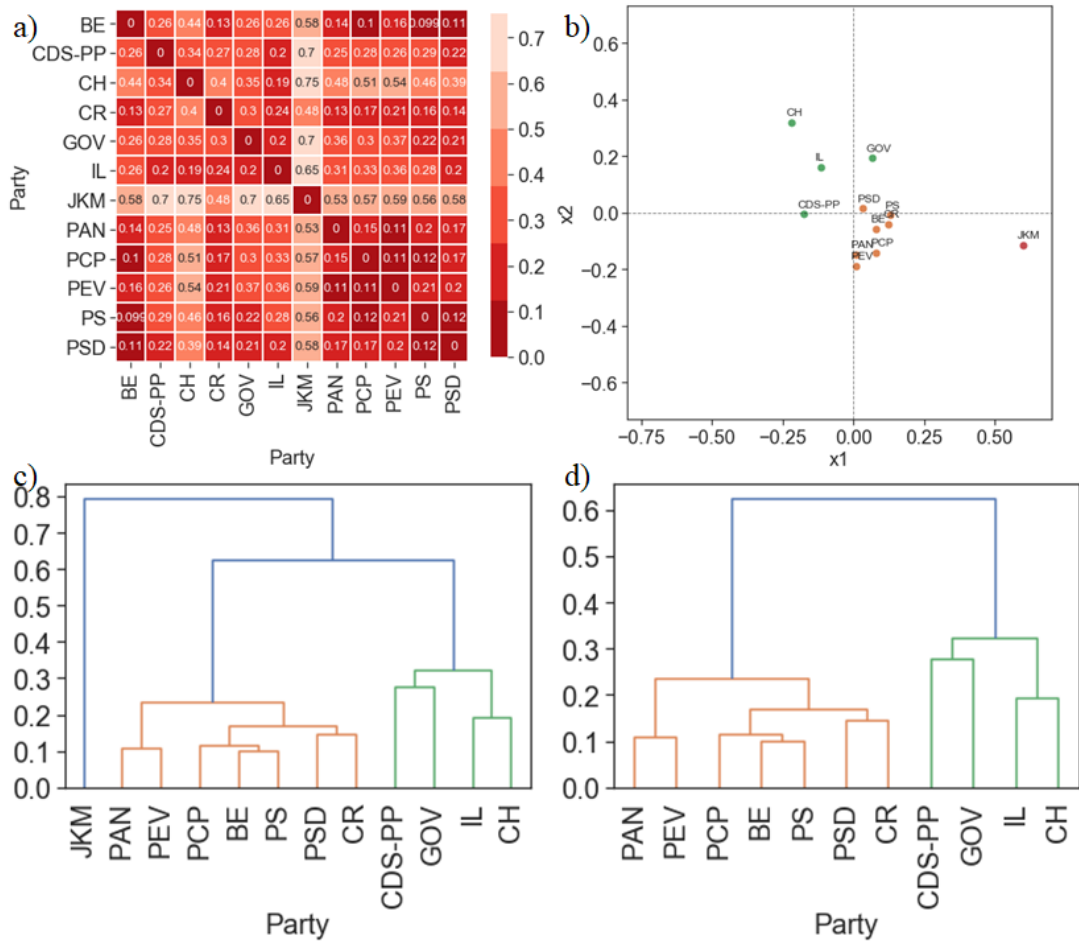 a)
BE 0 0.26 0.44 0.13 0.26 0.26 0.58 0.14 0.1 0.16 0.099 0.11
CDS-PP 0.26 0 0.34 0.27 0.28 0.2 0.7 0.25 0.28 0.26 0.29 0.22
CH 0.44 0.34 0 0.4 0.35 0.19 0.75 0.48 0.51 0.54 0.46 0.39
CR 0.13 0.27 0.4 0 0.3 0.24 0.48 0.13 0.17 0.21 0.16 0.14
GOV 0.26 0.28 0.35 0.3 0 0.2 0.7 0.36 0.3 0.37 0.22 0.21
IL 0.26 0.2 0.19 0.24 0.2 0 0.65 0.31 0.33 0.36 0.28 0.2
JKM 0.58 0.7 0.75 0.48 0.7 0.65 0 0.53 0.57 0.59 0.56 0.58
PAN 0.14 0.25 0.48 0.13 0.36 0.31 0.53 0 0.15 0.11 0.2 0.17
PCP 0.1 0.28 0.51 0.17 0.3 0.33 0.57 0.15 0 0.11 0.12 0.17
PEV 0.16 0.26 0.54 0.21 0.37 0.36 0.59 0.11 0.11 0 0.21 0.2
PS 0.099 0.29 0.46 0.16 0.22 0.28 0.56 0.2 0.12 0.21 0 0.12
PSD 0.11 0.22 0.39 0.14 0.21 0.2 0.58 0.17 0.17 0.2 0.12 0
BE CDS-PP CH CR GOV IL JKM PAN PCP PEV PS PSD
Party
Party
0.7
0.6
0.5
0.4
0.3
0.2
0.1
0.0
b)
0.6
0.4
0.2
0.0
−0.2
−0.4
−0.6
x2
CH
IL
GOV
CDS-PP
PSD
PS
CR
BE
PAN
PCP
PEV
JKM
−0.75 −0.50 −0.25 0.00 0.25 0.50
x1
c)
0.8
0.7
0.6
0.5
0.4
0.3
0.2
0.1
0.0
JKM PAN PEV PCP BE PS PSD CR CDS-PP GOV IL CH
Party
d)
0.6
0.5
0.4
0.3
0.2
0.1
0.0
PAN PEV PCP BE PS PSD CR CDS-PP GOV IL CH
Party